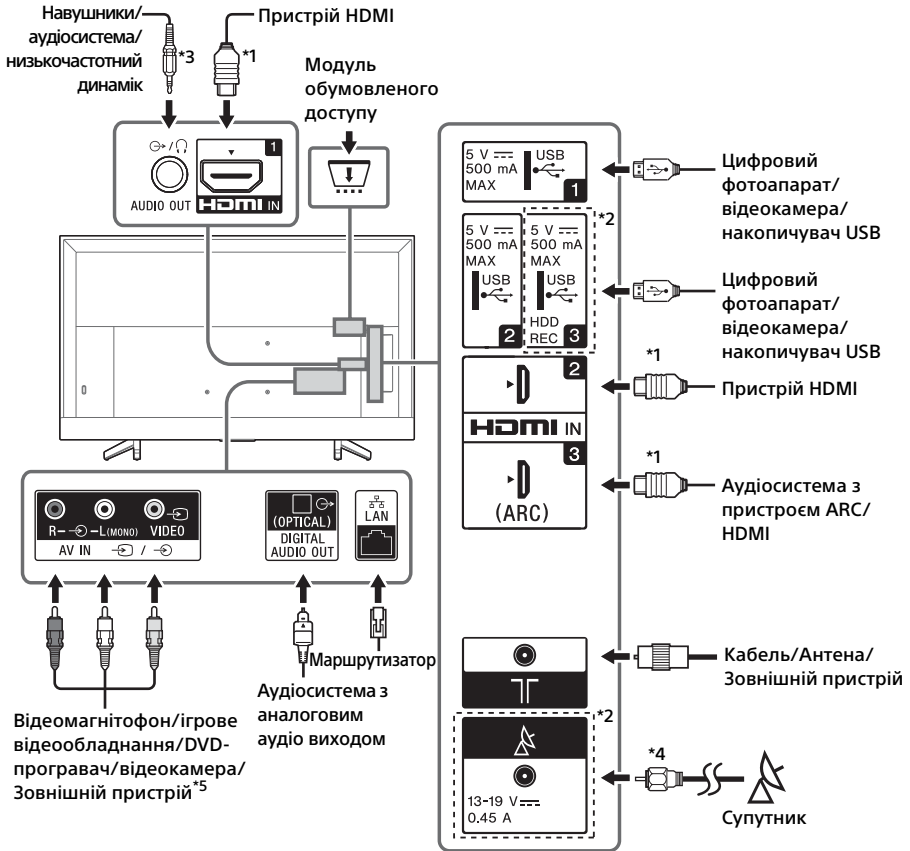 Навушники/
аудіосистема/
низькочастотний
динамік
*3
Пристрій HDMI
*1
Модуль
обумовленого
доступу
AUDIO OUT
1
HDMI IN
5 V
500 mA
MAX
USB
1
Цифровий
фотоапарат/
відеокамера/
накопичувач USB
*2
5 V
500 mA
MAX
USB
2
5 V
500 mA
MAX
USB
HDD
REC 3
Цифровий
фотоапарат/
відеокамера/
накопичувач USB
2
*1
Пристрій HDMI
HDMI IN
3
(ARC)
*1
Аудіосистема з
пристроєм ARC/
HDMI
R- -L(MONO) VIDEO
AV IN /
(OPTICAL)
DIGITAL
AUDIO OUT
LAN
Маршрутизатор
Аудіосистема з
аналоговим
аудіо виходом
Відеомагнітофон/ігрове
відеообладнання/DVD-
програвач/відеокамера/
Зовнішній пристрій*5
Кабель/Антена/
Зовнішній пристрій
*2
13-19 V
0.45 A
*4
Супутник